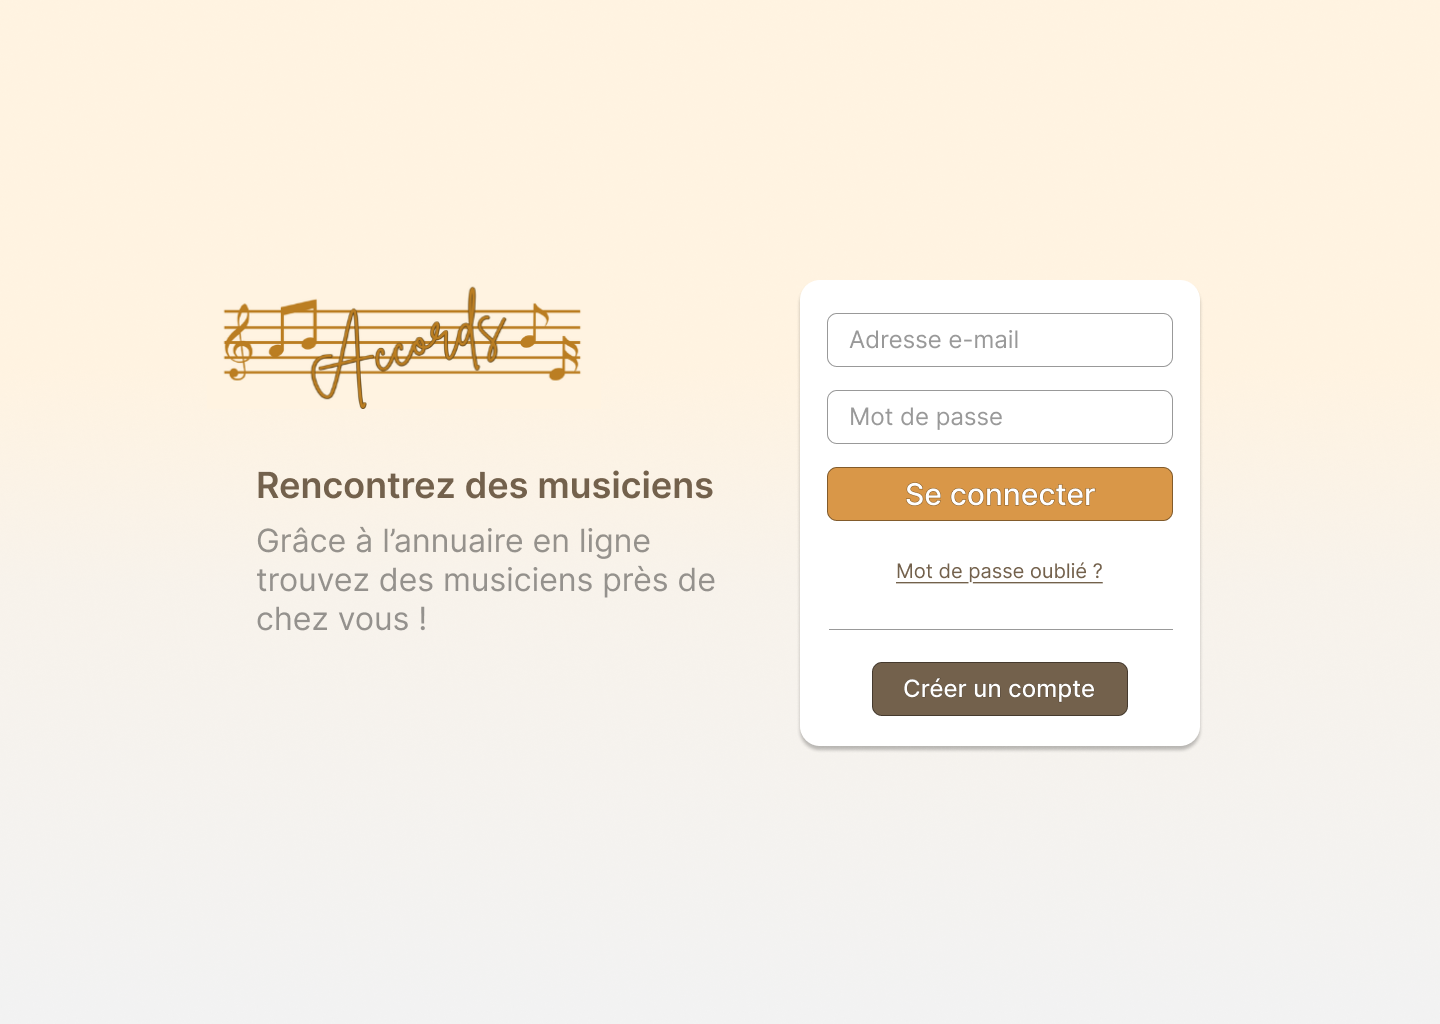 Accords
Rencontrez des musiciens
Grâce à l’annuaire en ligne
trouvez des musiciens près de
chez vous !
Adresse e-mail
Mot de passe
Se connecter
Mot de passe oublié ?
Créer un compte